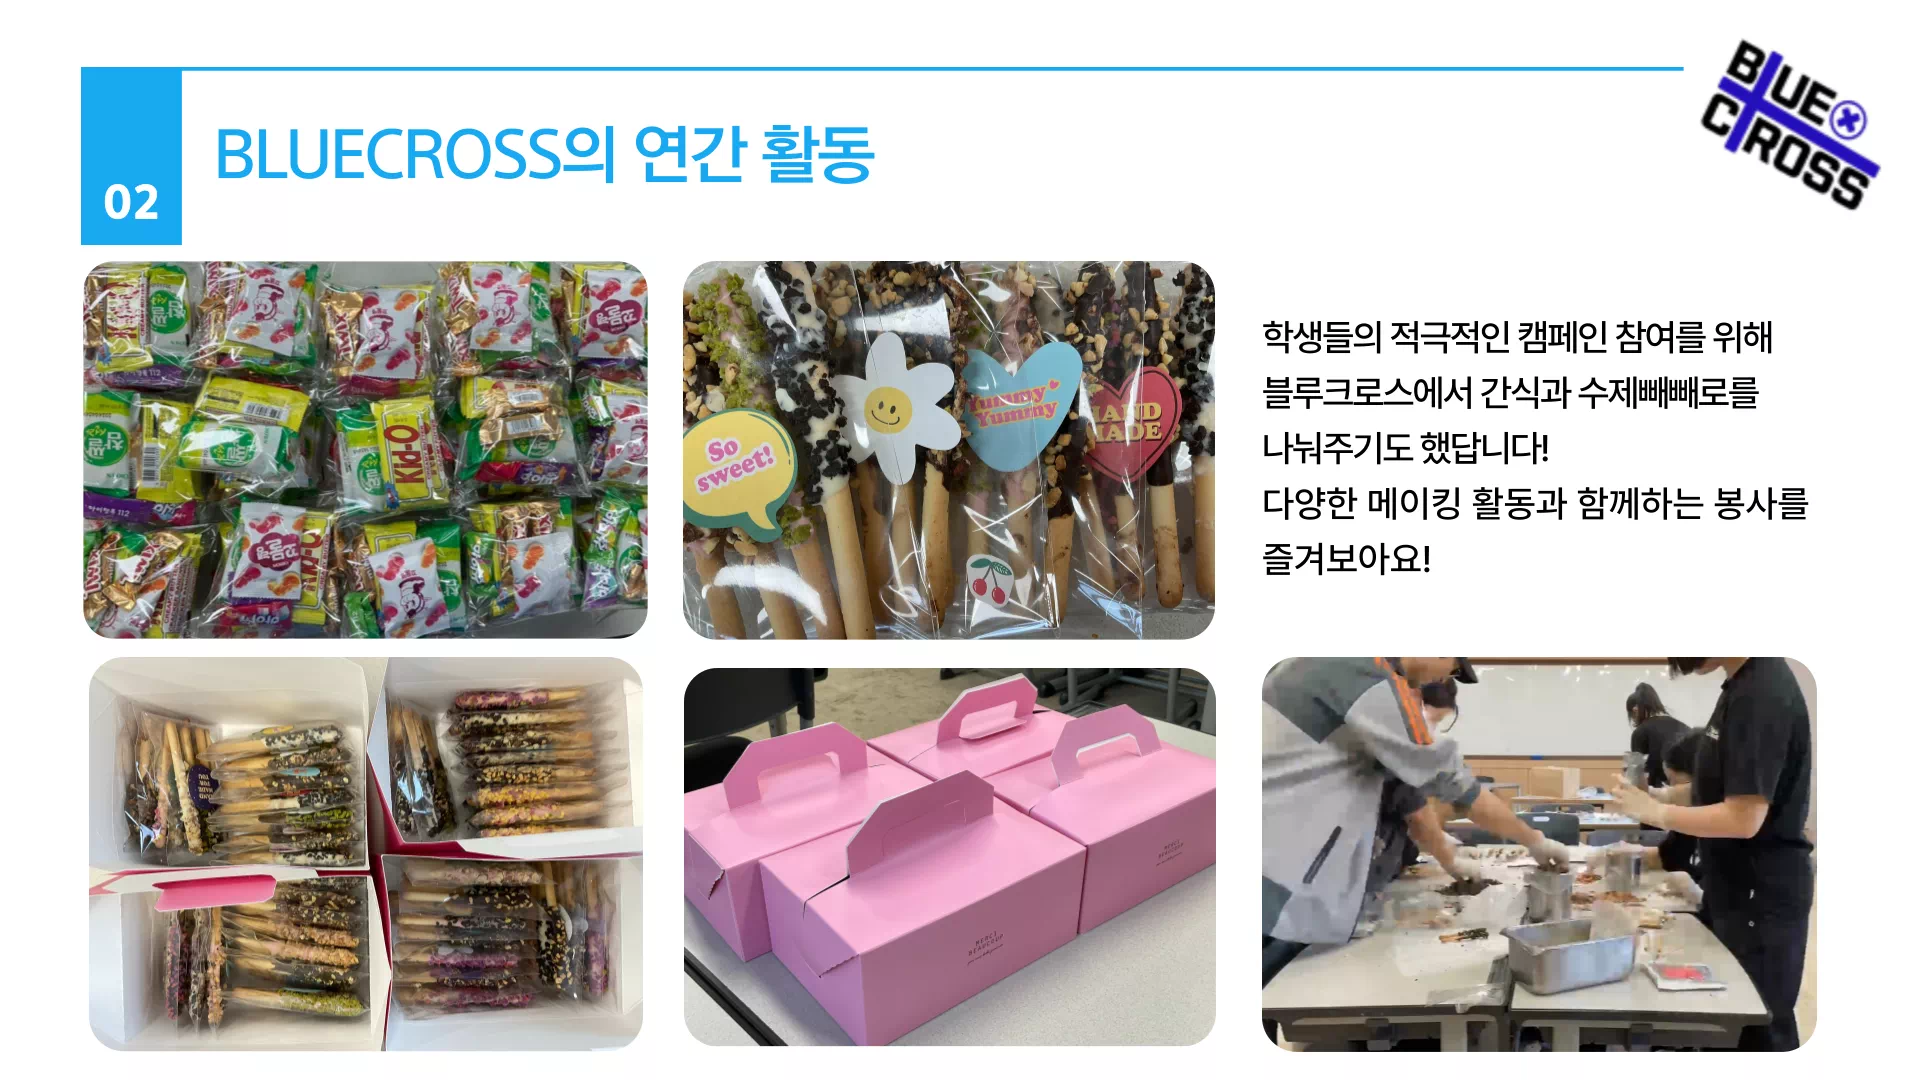 02
BLUECROSS의 연간 활동
BLUE
CROSS
학생들의 적극적인 캠페인 참여를 위해
블루크로스에서 간식과 수제빼빼로를
나눠주기도 했답니다!
다양한 메이킹 활동과 함께하는 봉사를
즐겨보아요!
So
sweet!
Yummy
Yummy
HAND
MADE
MERCI
BEAUCOUP